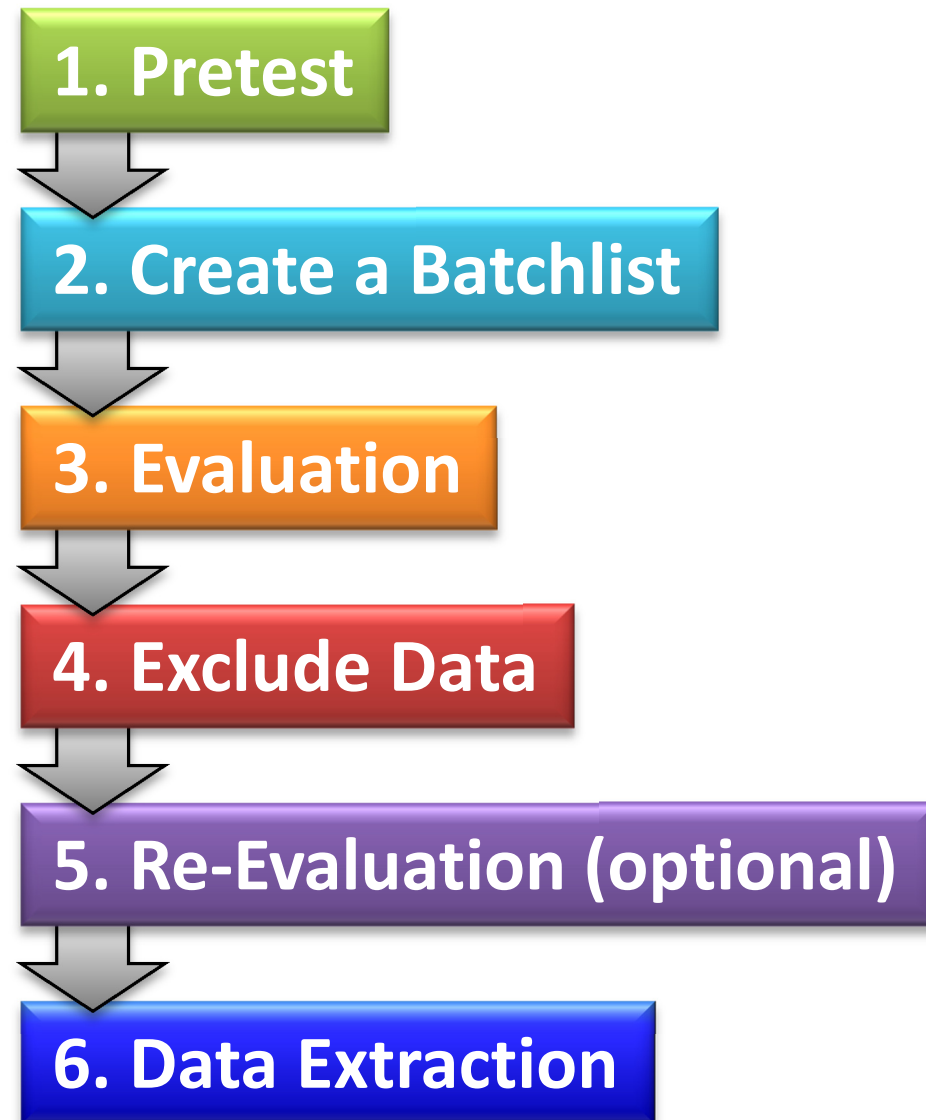 1. Pretest
2. Create a Batchlist
3. Evaluation
4. Exclude Data
5. Re-Evaluation (optional)
6. Data Extraction